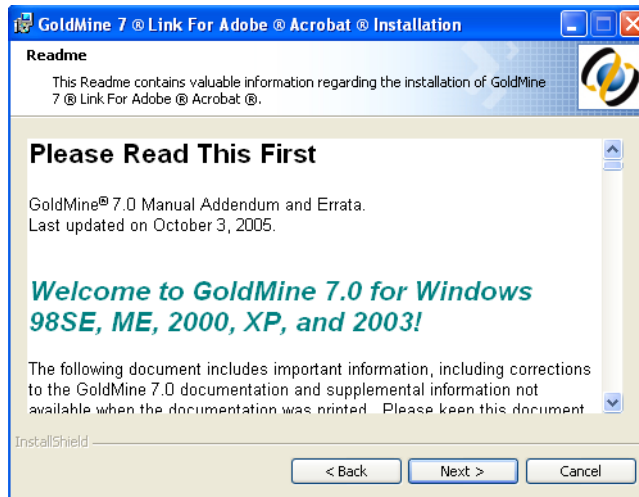 GoldMine 7 ® Link For Adobe ® Acrobat ® Installation
Readme
This Readme contains valuable information regarding the installation of GoldMine
7 ® Link For Adobe ® Acrobat ®.
Please Read This First
GoldMine® 7.0 Manual Addendum and Errata.
Last updated on October 3, 2005.
Welcome to GoldMine 7.0 for Windows
98SE, ME, 2000, XP, and 2003!
The following document includes important information, including corrections
to the GoldMine 7.0 documentation and supplemental information not
available when the documentation was printed. Please keep this document
InstallShield
< Back
Next >
Cancel